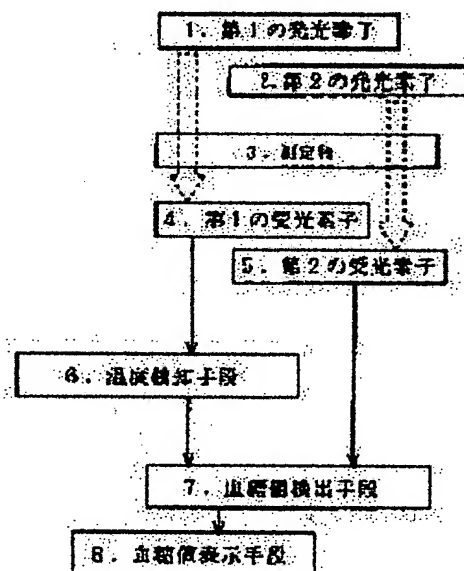 1. 第1の発光素子
2. 第2の発光素子
3. 測定物
4. 第1の受光素子
5. 第2の受光素子
6. 温度検知手段
7. 血糖値検出手段
8. 血糖値表示手段